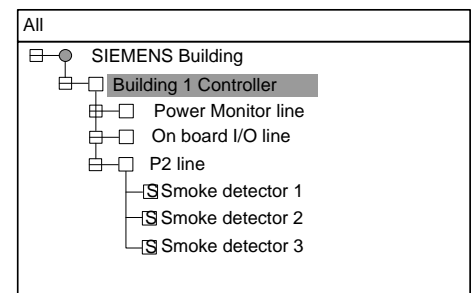 All
SIEMENS Building
Building 1 Controller
Power Monitor line
On board I/O line
P2 line
S Smoke detector 1
S Smoke detector 2
S Smoke detector 3